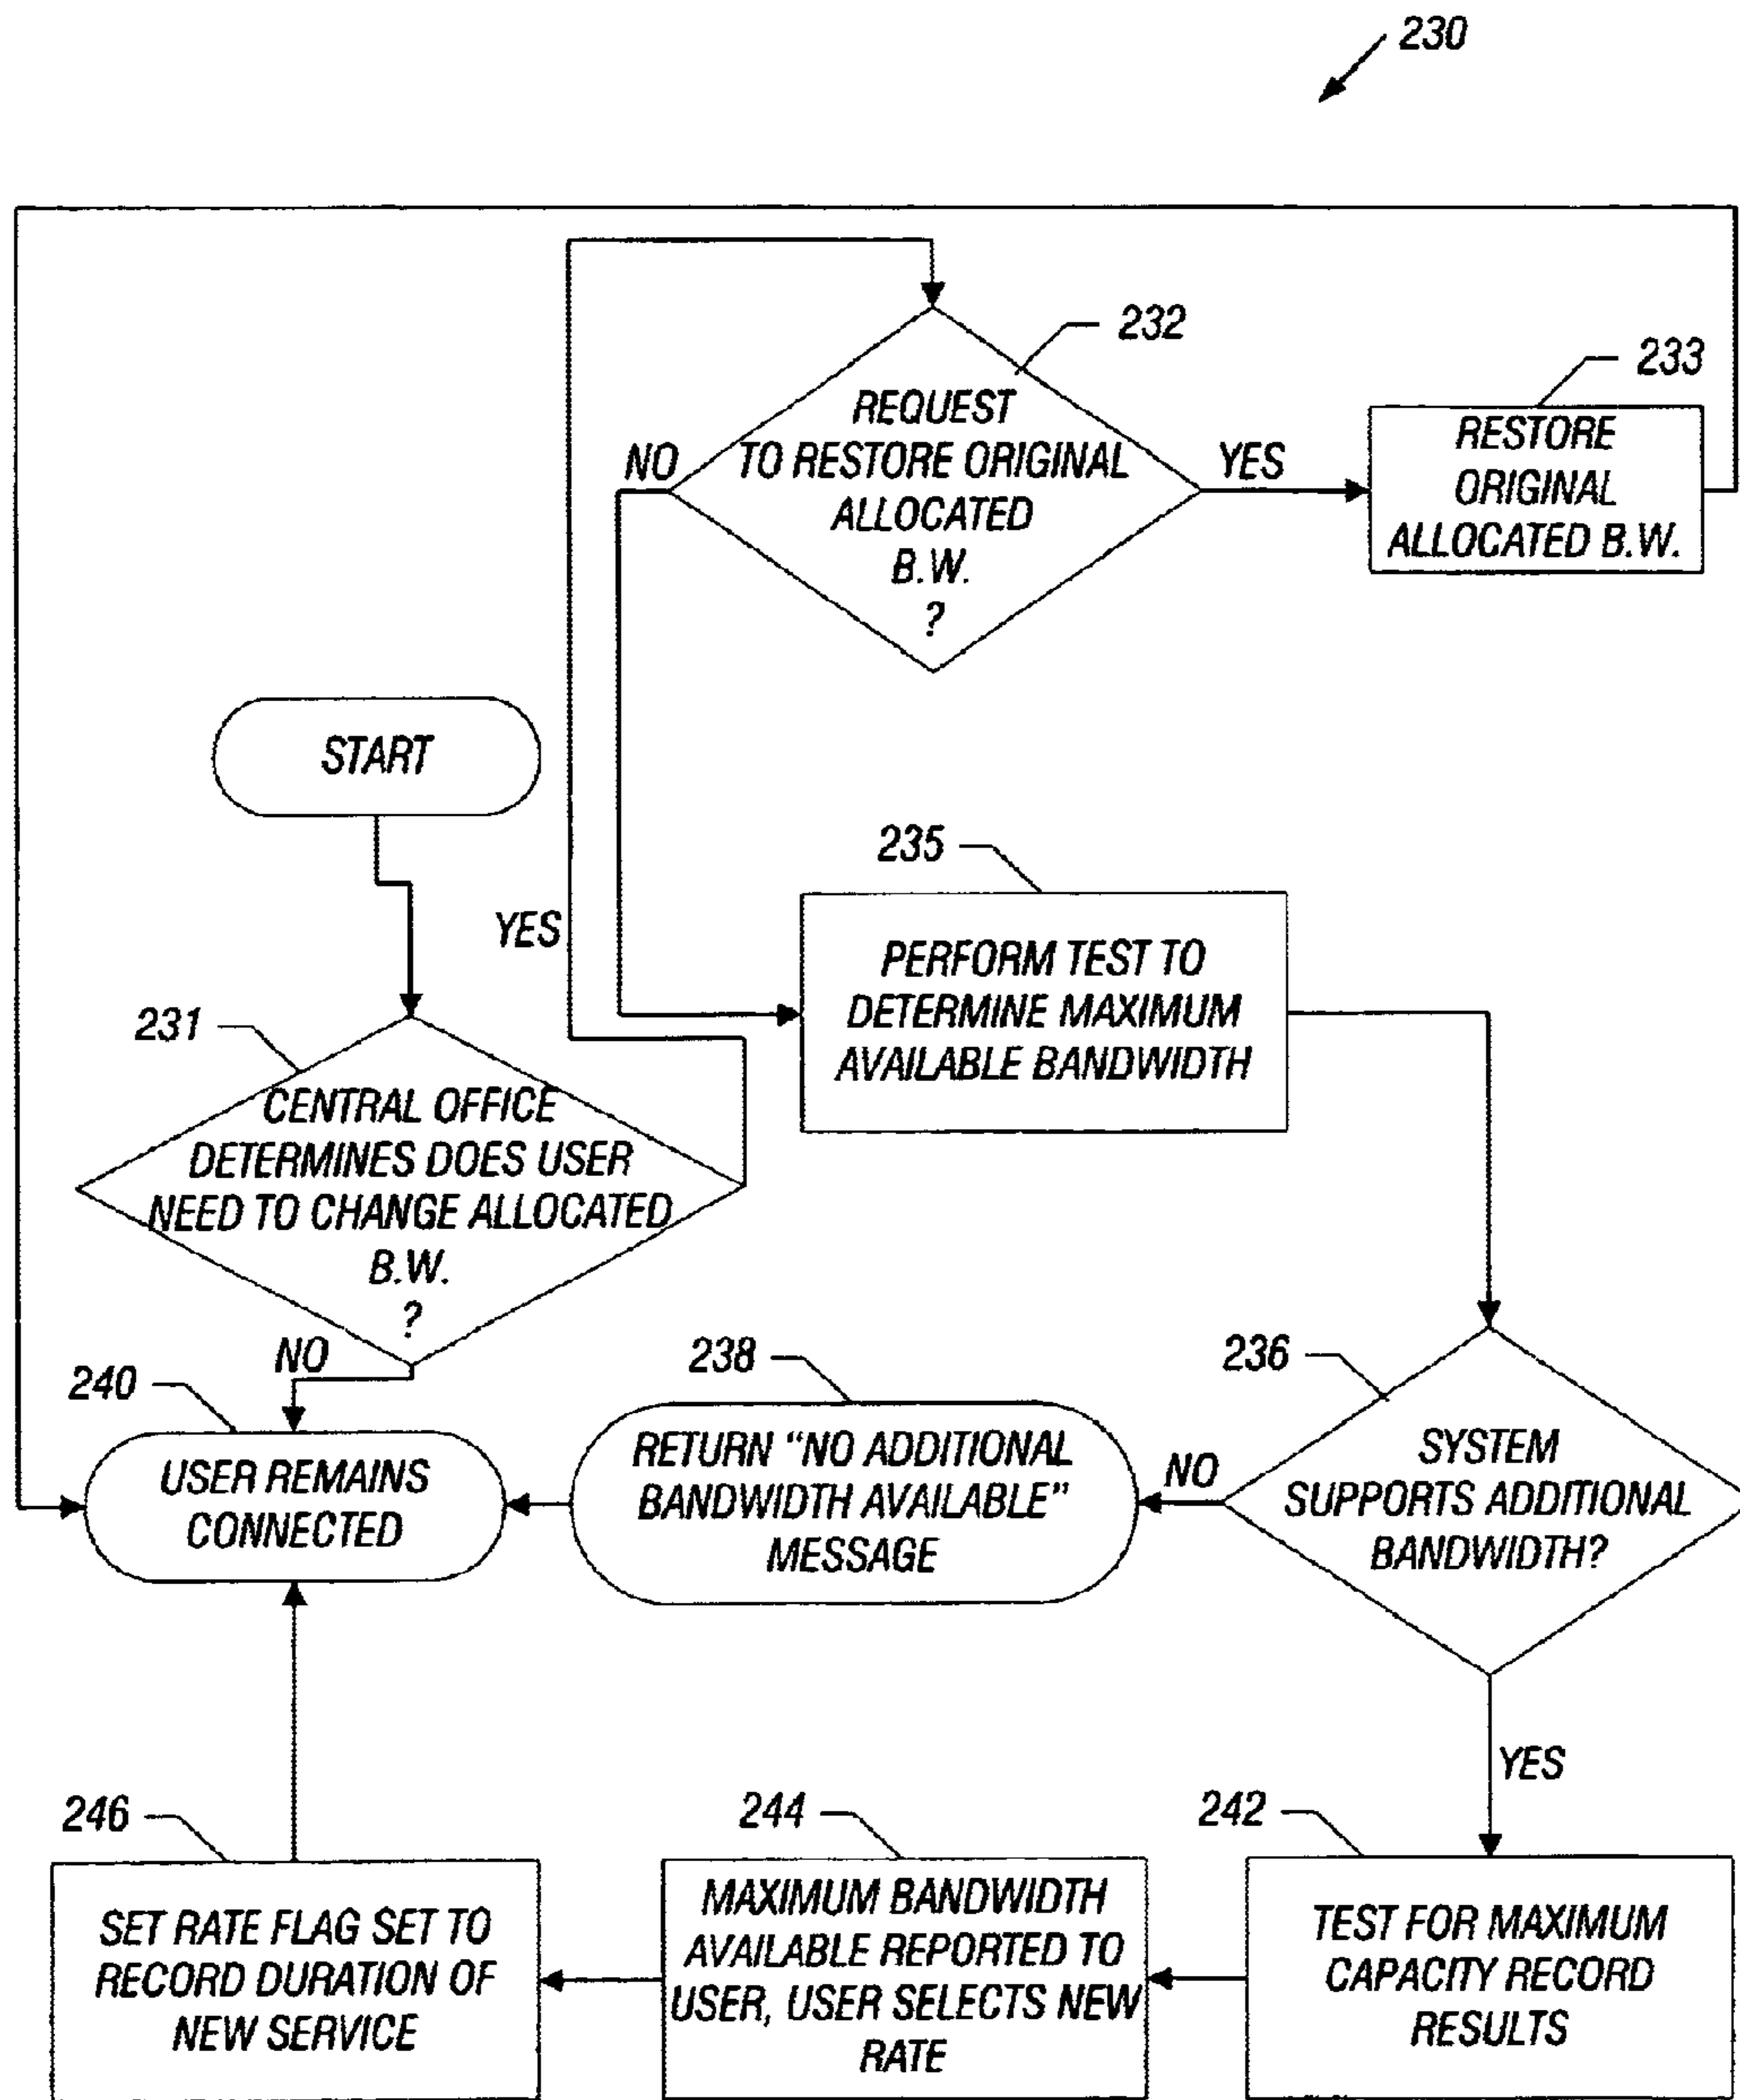 230
232
REQUEST
TO RESTORE ORIGINAL
ALLOCATED
B.W.
?
NO
YES
233
RESTORE
ORIGINAL
ALLOCATED B.W.
START
YES
235
PERFORM TEST TO
DETERMINE MAXIMUM
AVAILABLE BANDWIDTH
231
CENTRAL OFFICE
DETERMINES DOES USER
NEED TO CHANGE ALLOCATED
B.W.
?
NO
240
USER REMAINS
CONNECTED
238
RETURN “NO ADDITIONAL
BANDWIDTH AVAILABLE”
MESSAGE
NO
236
SYSTEM
SUPPORTS ADDITIONAL
BANDWIDTH?
YES
246
SET RATE FLAG SET TO
RECORD DURATION OF
NEW SERVICE
244
MAXIMUM BANDWIDTH
AVAILABLE REPORTED TO
USER, USER SELECTS NEW
RATE
242
TEST FOR MAXIMUM
CAPACITY RECORD
RESULTS